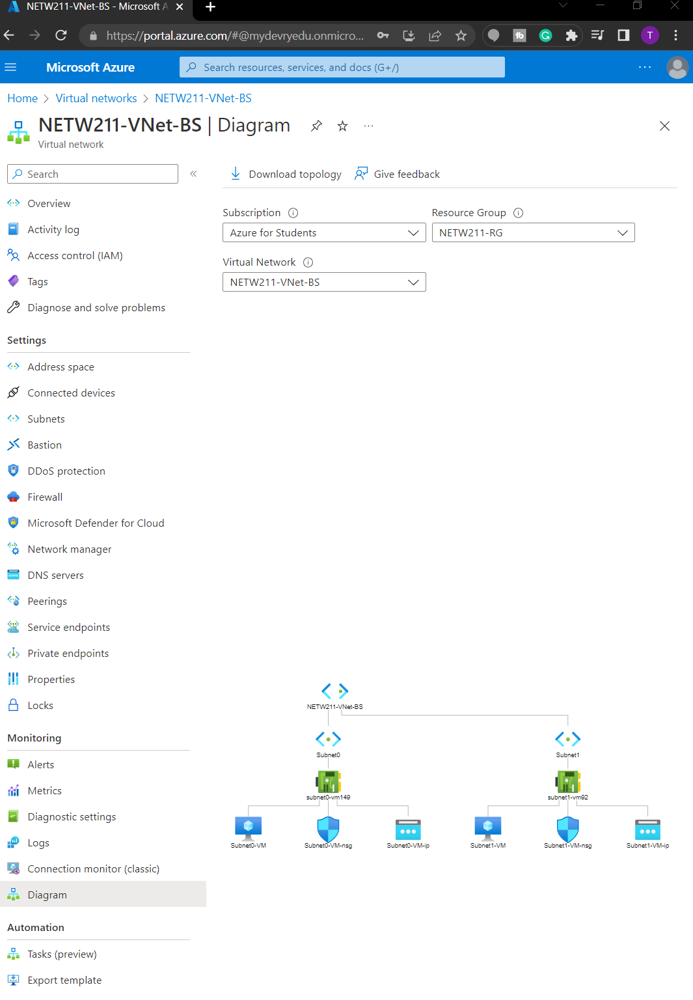 NETW211-VNet-BS - Microsoft A
https://portal.azure.com/#@mydevryedu.onmicro...
T
Microsoft Azure
Search resources, services, and docs (G+/)
Home > Virtual networks > NETW211-VNet-BS
NETW211-VNet-BS | Diagram
Virtual network
Search
Download topology
Give feedback
Overview
Activity log
Access control (IAM)
Tags
Diagnose and solve problems
Settings
Address space
Connected devices
Subnets
Bastion
DDoS protection
Firewall
Microsoft Defender for Cloud
Network manager
DNS servers
Peerings
Service endpoints
Private endpoints
Properties
Locks
Monitoring
Alerts
Metrics
Diagnostic settings
Logs
Connection monitor (classic)
Diagram
Automation
Tasks (preview)
Export template
Subscription
Resource Group
Azure for Students
NETW211-RG
Virtual Network
NETW211-VNet-BS
NETW211-VNet-BS
Subnet0
Subnet1
subnet0-vm149
subnet1-vm92
Subnet0-VM
Subnet0-VM-nsg
Subnet0-VM-ip
Subnet1-VM
Subnet1-VM-nsg
Subnet1-VM-ip